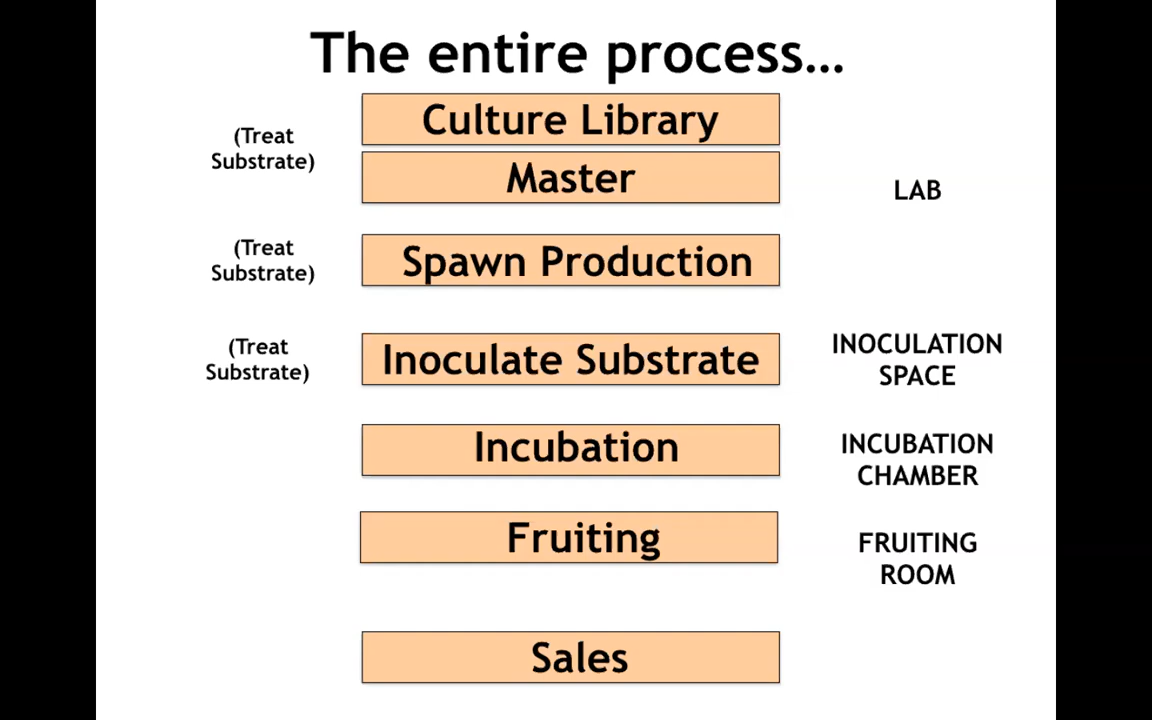 The entire process…
Culture Library
(Treat
Substrate)
Master
LAB
(Treat
Substrate)
Spawn Production
(Treat
Substrate)
Inoculate Substrate
INOCULATION
SPACE
Incubation
INCUBATION
CHAMBER
Fruiting
FRUITING
ROOM
Sales